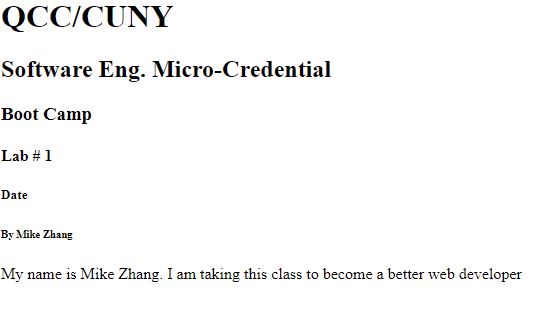 QCC/CUNY
Software Eng. Micro-Credential
Boot Camp
Lab # 1
Date
By Mike Zhang
My name is Mike Zhang. I am taking this class to become a better web developer